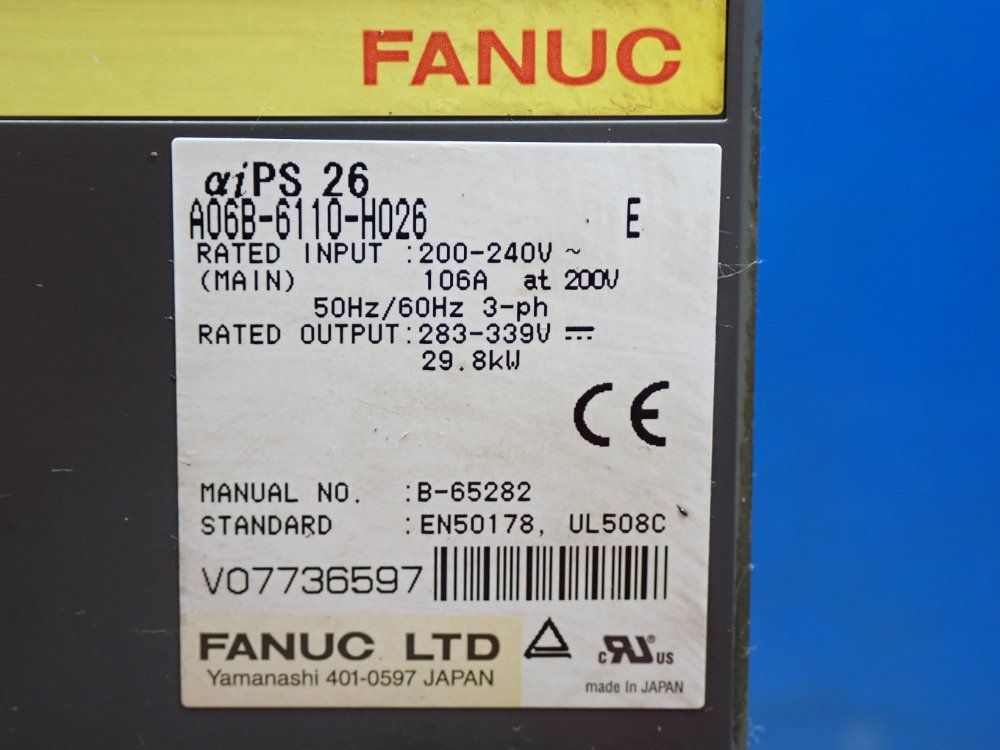 FANUC
αiPS 26
A06B-6110-H026 E
RATED INPUT :200-240V ~
(MAIN) 106A at 200V
50Hz/60Hz 3-ph
RATED OUTPUT:283-339V ⎓
29.8kW
CE
MANUAL NO. :B-65282
STANDARD :EN50178, UL508C
V07736597
FANUC LTD
Yamanashi 401-0597 JAPAN
c RU® US
made In JAPAN